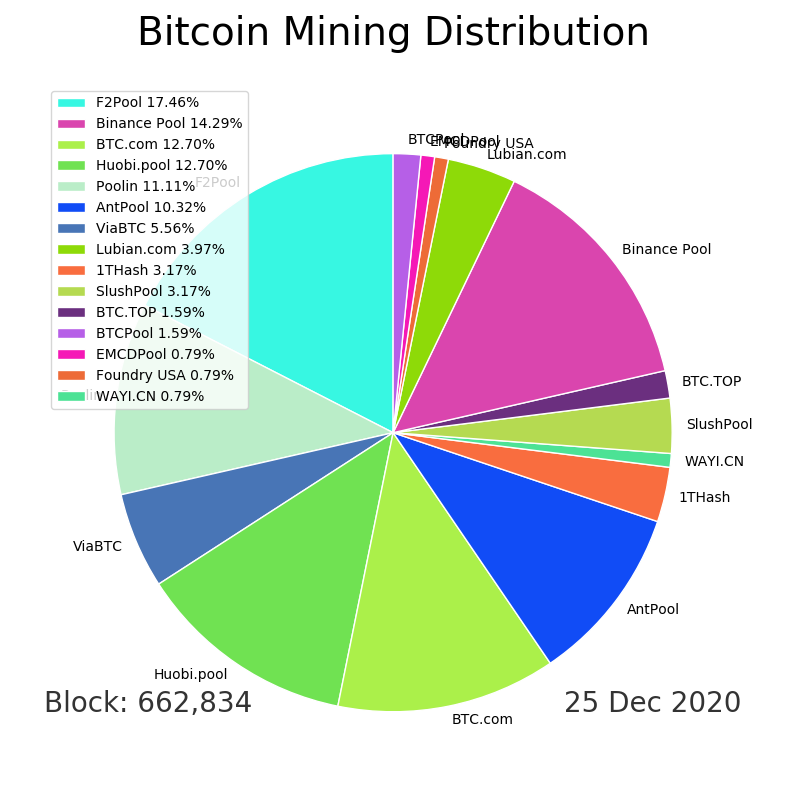 Bitcoin Mining Distribution
F2Pool 17.46%
Binance Pool 14.29%
BTC.com 12.70%
Huobi.pool 12.70%
Poolin 11.11%
AntPool 10.32%
ViaBTC 5.56%
Lubian.com 3.97%
1THash 3.17%
SlushPool 3.17%
BTC.TOP 1.59%
BTCPool 1.59%
EMCDPool 0.79%
Foundry USA 0.79%
WAYI.CN 0.79%
BTCPool
EMCDPool
Foundry USA
Lubian.com
F2Pool
Binance Pool
BTC.TOP
Poolin
SlushPool
WAYI.CN
1THash
ViaBTC
AntPool
Huobi.pool
BTC.com
Block: 662,834
25 Dec 2020